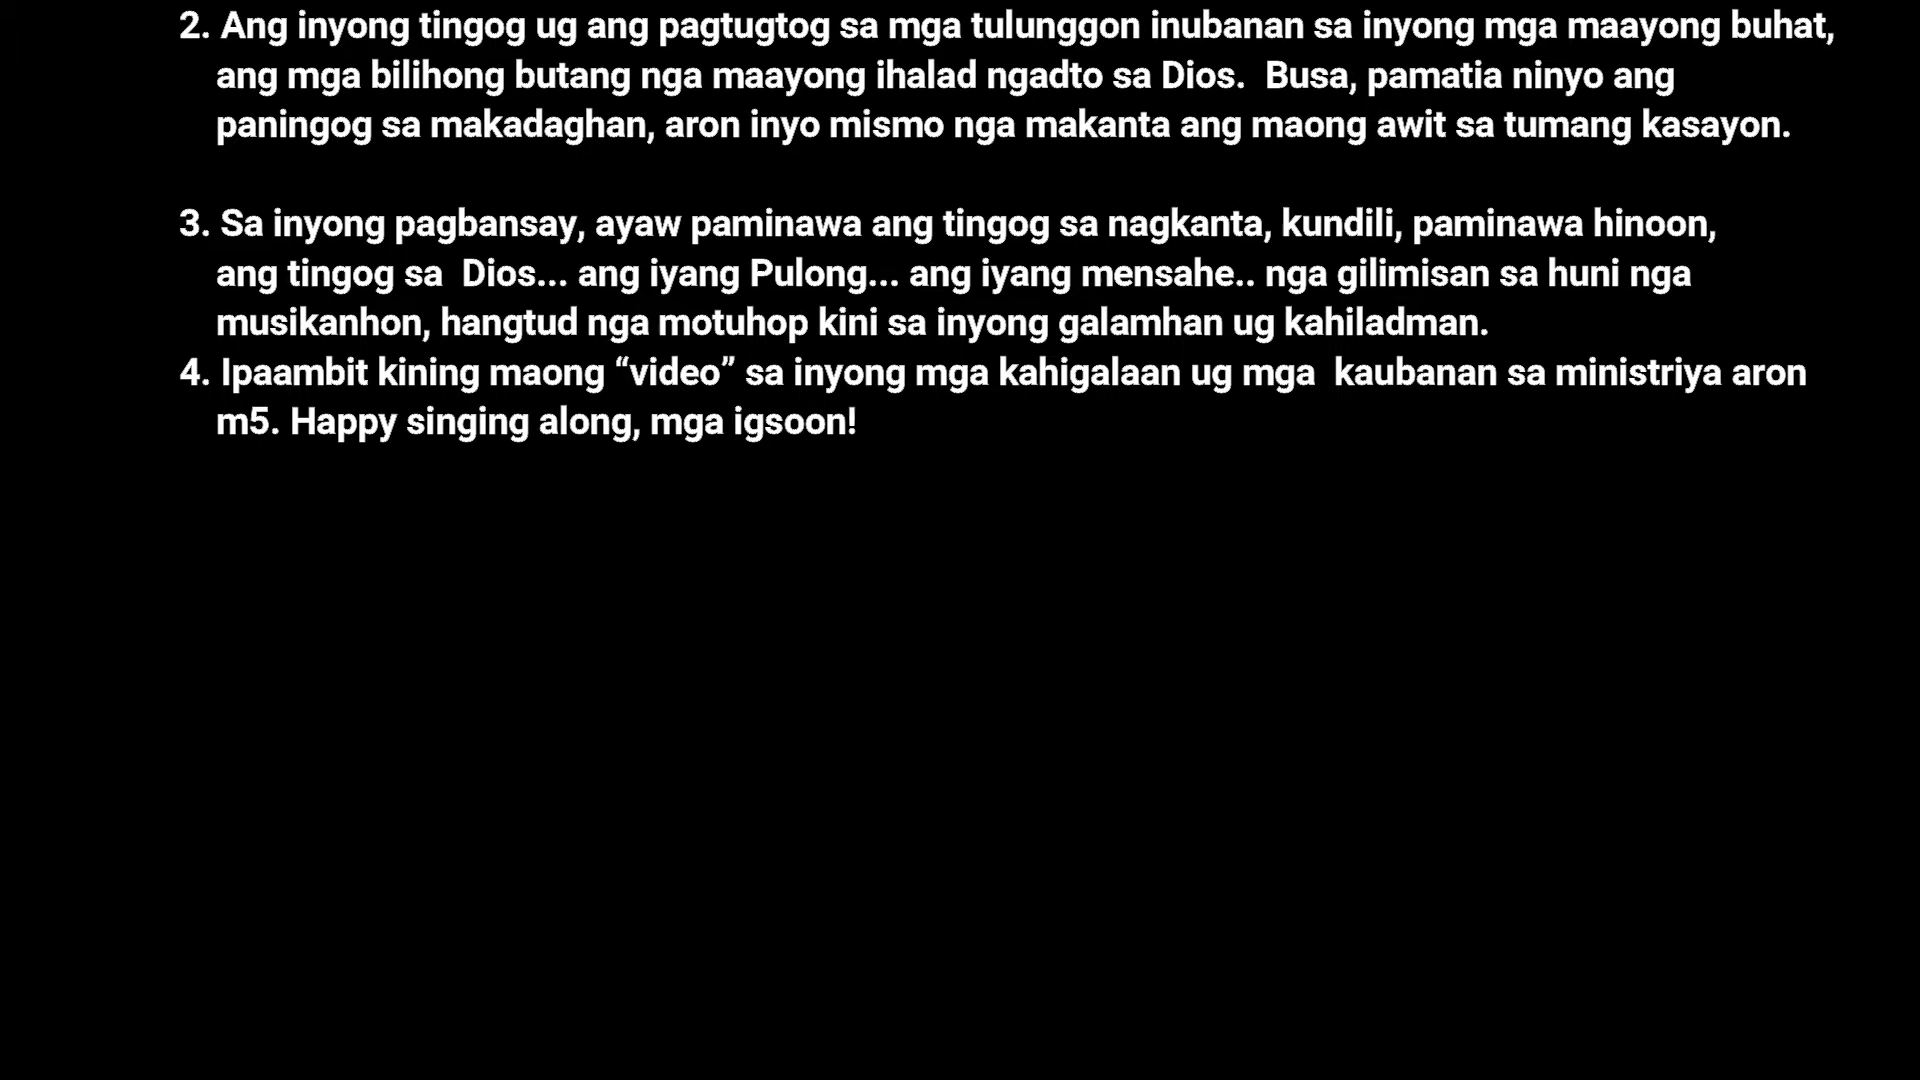 2. Ang inyong tingog ug ang pagtugtog sa mga tulunggon inubanan sa inyong mga maayong buhat,
ang mga bilihong butang nga maayong ihalad ngadto sa Dios.  Busa, pamatia ninyo ang
paningog sa makadaghan, aron inyo mismo nga makanta ang maong awit sa tumang kasayon.
3. Sa inyong pagbansay, ayaw paminawa ang tingog sa nagkanta, kundili, paminawa hinoon,
ang tingog sa  Dios... ang iyang Pulong... ang iyang mensahe.. nga gilimisan sa huni nga
musikanhon, hangtud nga motuhop kini sa inyong galamhan ug kahiladman.
4. Ipaambit kining maong “video” sa inyong mga kahigalaan ug mga  kaubanan sa ministriya aron
m5. Happy singing along, mga igsoon!